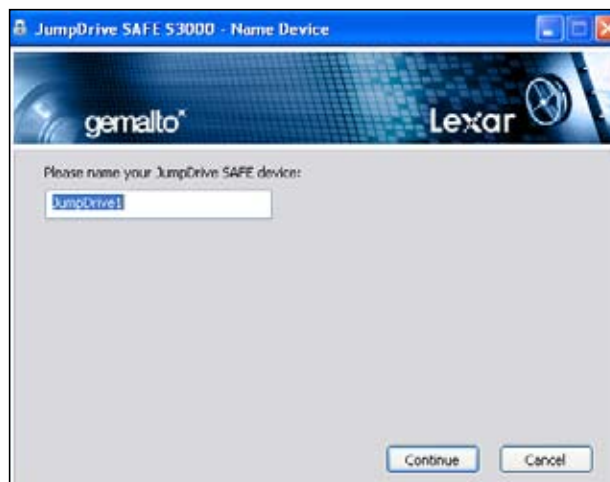 JumpDrive SAFE S3000 - Name Device
gemalto
Lexar
Please name your JumpDrive SAFE device:
JumpDrive1
Continue
Cancel